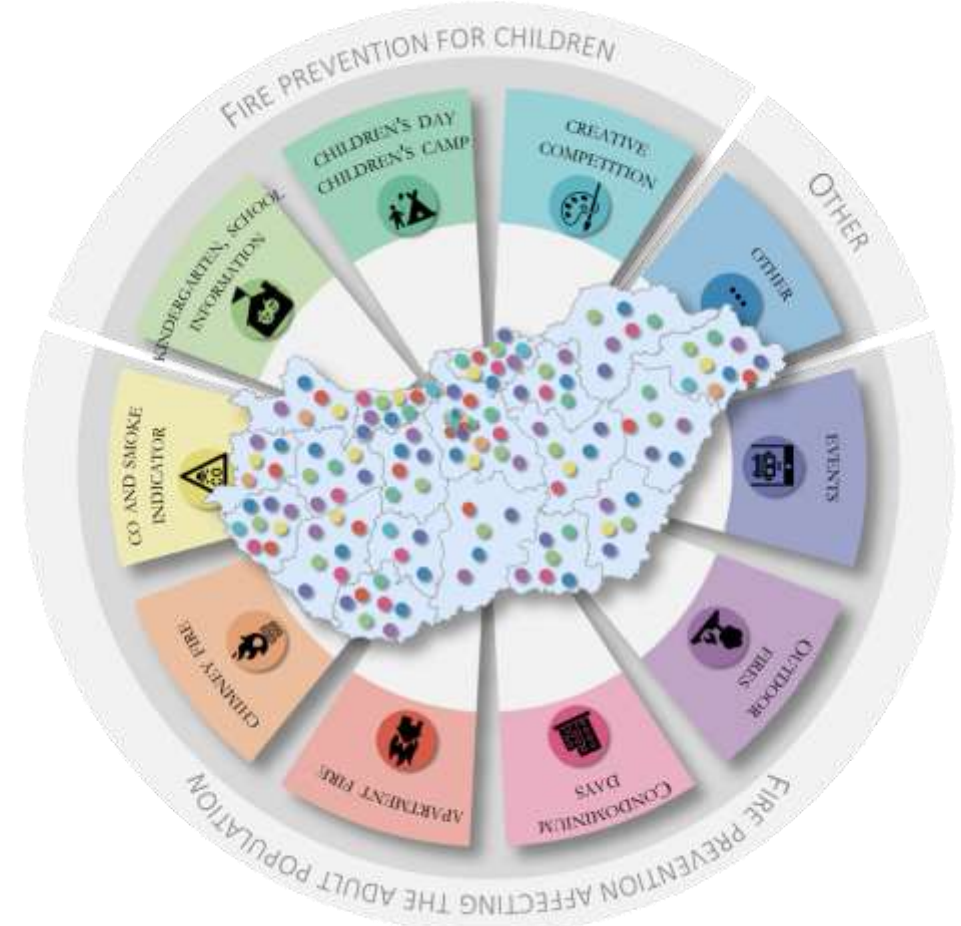 FIRE PREVENTION FOR CHILDREN
CHILDREN'S DAY
CHILDREN'S CAMP
CREATIVE
COMPETITION
KINDERGARTEN, SCHOOL
INFORMATION
OTHER
OTHER
CO AND SMOKE
INDICATOR
CO
EVENTS
CHIMNEY FIRE
OUTDOOR
FIRES
APARTMENT FIRE
CONDOMINIUM
DAYS
FIRE PREVENTION AFFECTING THE ADULT POPULATION